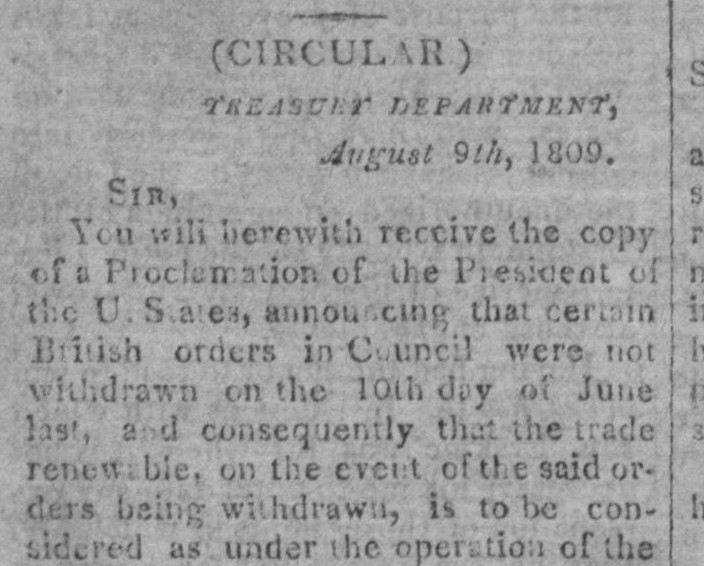 (CIRCULAR)
TREASURY DEPARTMENT,
August 9th, 1809.
SIR,
You will herewith receive the copy
of a Proclamation of the President of
the U. States, announcing that certain
British orders in Council were not
withdrawn on the 10th day of June
last, and consequently that the trade
renewable, on the event of the said or-
ders being withdrawn, is to be con-
sidered as under the operation of the